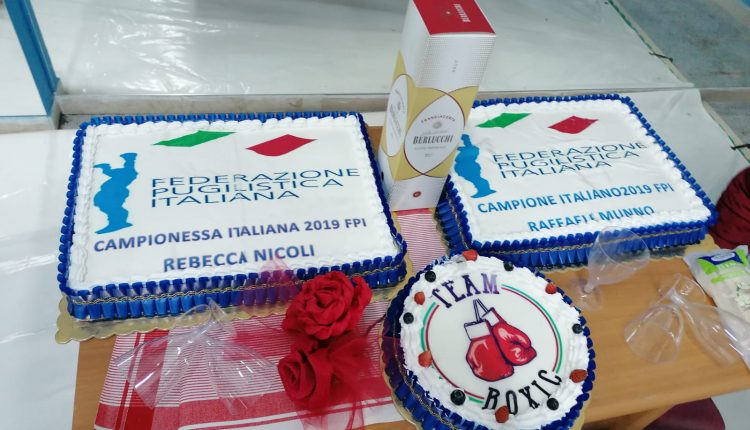 FEDERAZIONE
PUGILISTICA
ITALIANA
CAMPIONESSA ITALIANA 2019 FPI
REBECCA NICOLI
FRANCIACORTA
BERLUCCHI
FEDERAZIONE
PUGILISTICA
ITALIANA
CAMPIONE ITALIANO2019 FPI
RAFFAELE MUNNO
TEAM
BOXIC